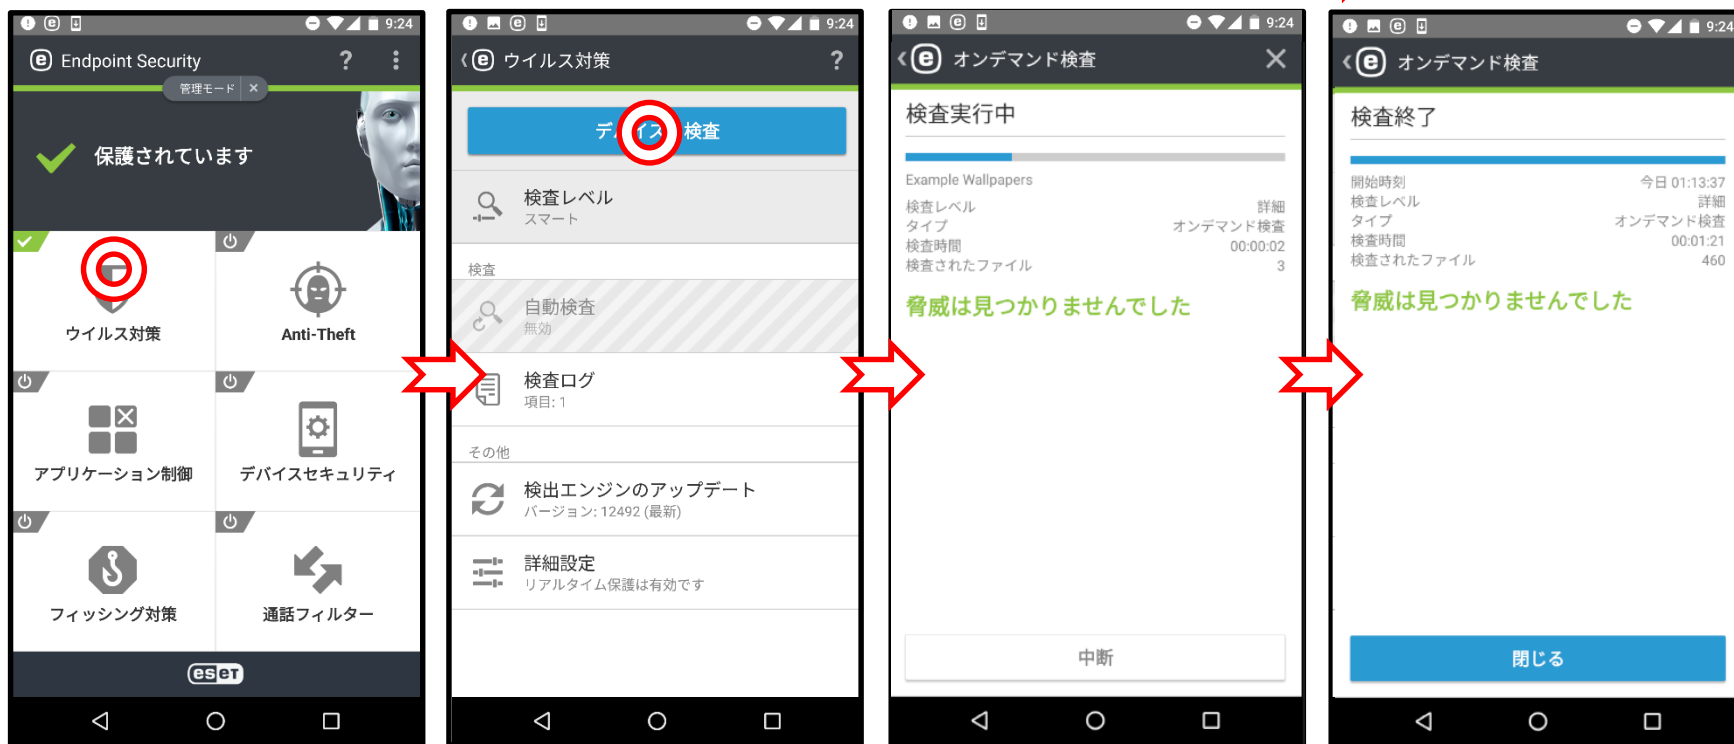 9:24
Endpoint Security
?
管理モード ×
保護されています
ウイルス対策
Anti-Theft
アプリケーション制御
デバイスセキュリティ
フィッシング対策
通話フィルター
eset
9:24
ウイルス対策
?
デバイス 検査
検査レベル
スマート
検査
自動検査
無効
検査ログ
項目: 1
その他
検出エンジンのアップデート
バージョン: 12492 (最新)
詳細設定
リアルタイム保護は有効です
9:24
オンデマンド検査
検査実行中
Example Wallpapers
検査レベル 詳細
タイプ オンデマンド検査
検査時間 00:00:02
検査されたファイル 3
脅威は見つかりませんでした
中断
9:24
オンデマンド検査
検査終了
開始時刻 今日 01:13:37
検査レベル 詳細
タイプ オンデマンド検査
検査時間 00:01:21
検査されたファイル 460
脅威は見つかりませんでした
閉じる